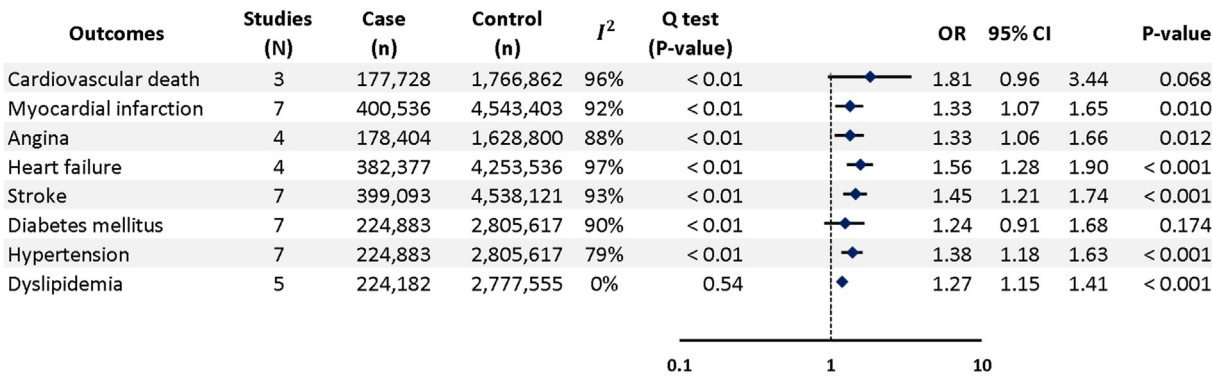 Outcomes Studies (N) Case (n) Control (n) I² Q test (P-value) OR 95% CI P-value
Cardiovascular death 3 177,728 1,766,862 96% < 0.01 1.81 0.96 3.44 0.068
Myocardial infarction 7 400,536 4,543,403 92% < 0.01 1.33 1.07 1.65 0.010
Angina 4 178,404 1,628,800 88% < 0.01 1.33 1.06 1.66 0.012
Heart failure 4 382,377 4,253,536 97% < 0.01 1.56 1.28 1.90 < 0.001
Stroke 7 399,093 4,538,121 93% < 0.01 1.45 1.21 1.74 < 0.001
Diabetes mellitus 7 224,883 2,805,617 90% < 0.01 1.24 0.91 1.68 0.174
Hypertension 7 224,883 2,805,617 79% < 0.01 1.38 1.18 1.63 < 0.001
Dyslipidemia 5 224,182 2,777,555 0% 0.54 1.27 1.15 1.41 < 0.001
0.1 1 10